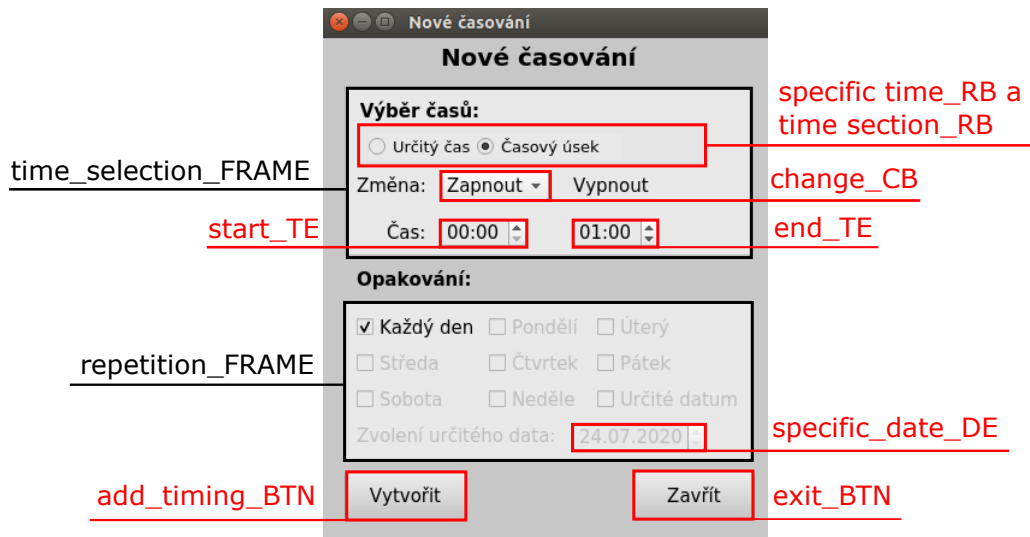 Nové časování
Nové časování
Výběr časů:
specific time_RB a
time section_RB
Určitý čas Časový úsek
time_selection_FRAME
Změna: Zapnout Vypnout
change_CB
start_TE
Čas: 00:00 01:00
end_TE
Opakování:
Každý den Pondělí Úterý
repetition_FRAME
Středa Čtvrtek Pátek
Sobota Neděle Určité datum
Zvolení určitého data: 24.07.2020
specific_date_DE
add_timing_BTN
Vytvořit Zavřít
exit_BTN